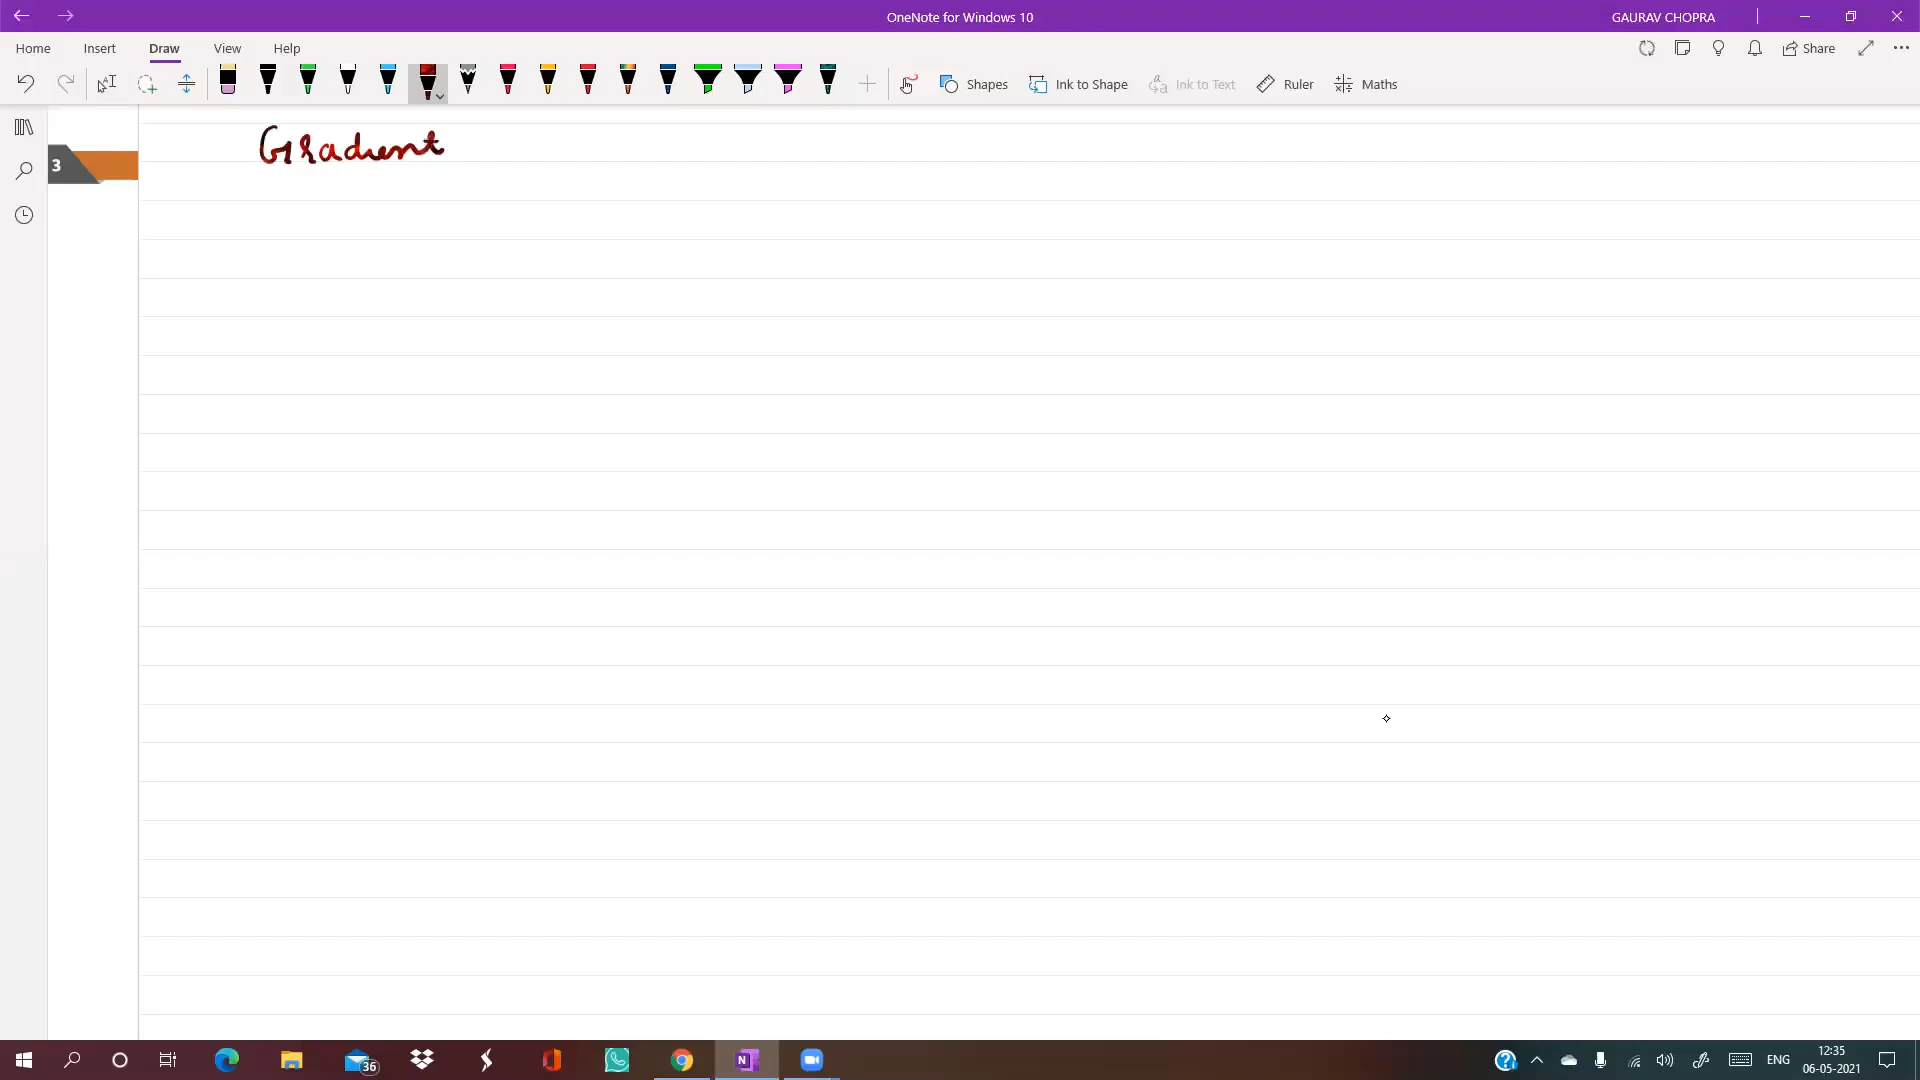 OneNote for Windows 10
GAURAV CHOPRA
Home Insert Draw View Help
Share
Shapes Ink to Shape Ink to Text Ruler Maths
Gradient
3
36
ENG
12:35
06-05-2021